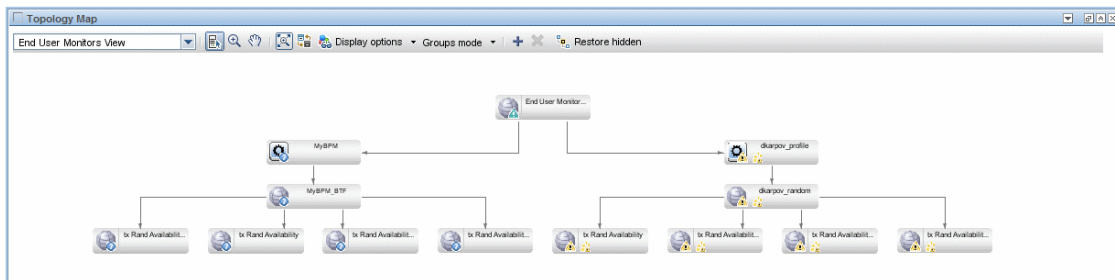 Topology Map
End User Monitors View
Display options
Groups mode
Restore hidden
End User Monitor...
MyBPM
dkarpov_profile
MyBPM_BTF
dkarpov_random
tx Rand Availabilit...
tx Rand Availability
tx Rand Availabilit...
tx Rand Availabilit...
tx Rand Availability
tx Rand Availabilit...
tx Rand Availabilit...
tx Rand Availabilit...